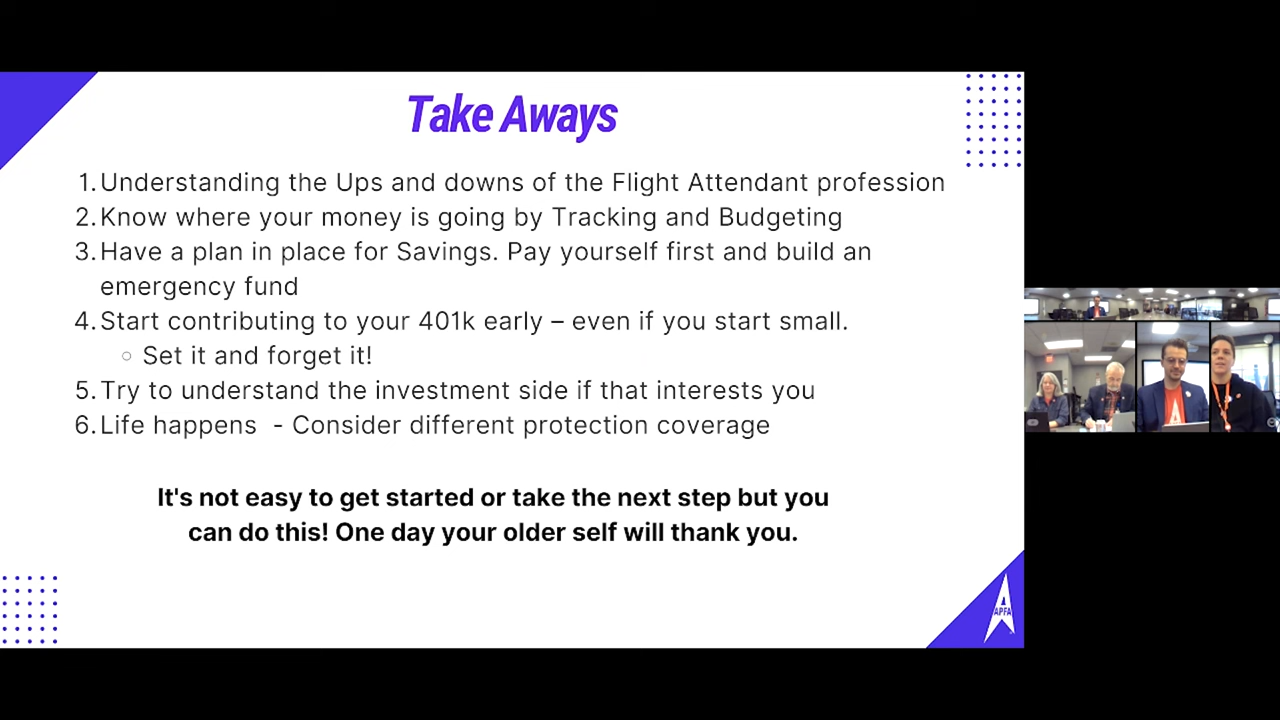 Take Aways
1. Understanding the Ups and downs of the Flight Attendant profession
2. Know where your money is going by Tracking and Budgeting
3. Have a plan in place for Savings. Pay yourself first and build an
emergency fund
4. Start contributing to your 401k early – even if you start small.
○ Set it and forget it!
5. Try to understand the investment side if that interests you
6. Life happens  - Consider different protection coverage
It's not easy to get started or take the next step but you
can do this! One day your older self will thank you.
APFA